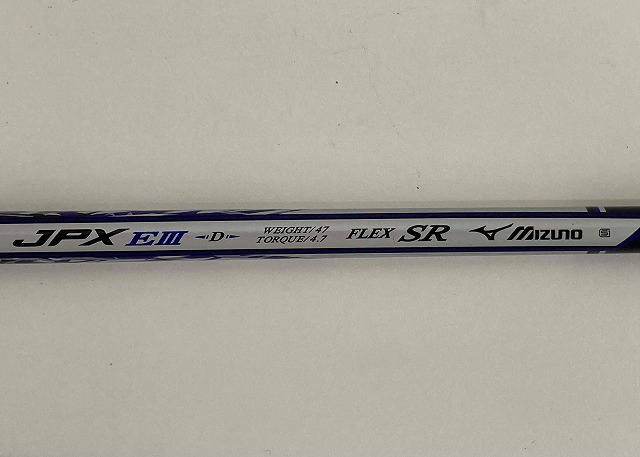 JPX EIII D WEIGHT/47 FLEX SR MIZUNO S
TORQUE/4.7